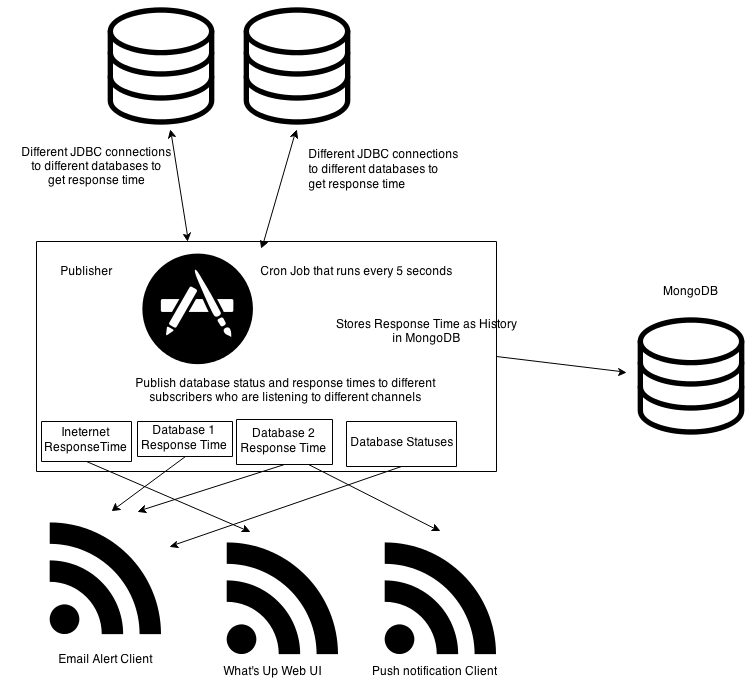 Different JDBC connections
to different databases to
get response time
Different JDBC connections
to different databases to
get response time
Publisher
Cron Job that runs every 5 seconds
MongoDB
Stores Response Time as History
in MongoDB
Publish database status and response times to different
subscribers who are listening to different channels
Ineternet
ResponseTime
Database 1
Response Time
Database 2
Response Time
Database Statuses
Email Alert Client
What's Up Web UI
Push notification Client